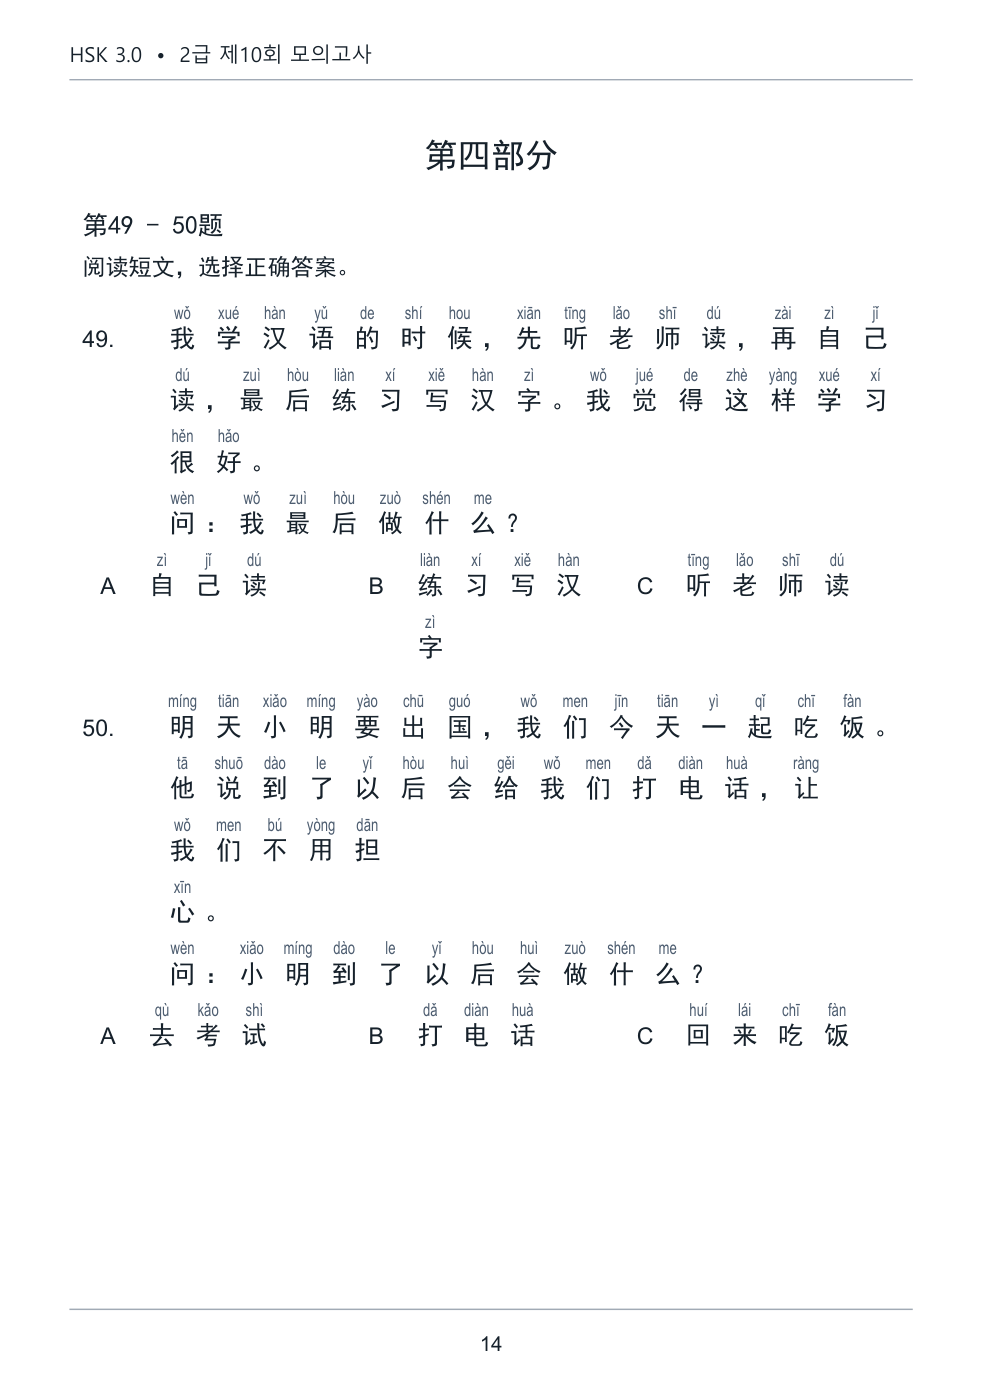 HSK 3.0 • 2급 제10회 모의고사
第四部分
第49 － 50题
阅读短文，选择正确答案。
wǒ xué hàn yǔ de shí hou xiān tīng lǎo shī dú zài zì jǐ
49. 我学汉语的时候，先听老师读，再自己
dú zuì hòu liàn xí xiě hàn zì wǒ jué de zhè yàng xué xí
读，最后练习写汉字。我觉得这样学习
hěn hǎo
很好。
wèn wǒ zuì hòu zuò shén me
问：我最后做什么？
zì jǐ dú liàn xí xiě hàn tīng lǎo shī dú
A 自己读 B 练习写汉 C 听老师读
zì
字
míng tiān xiǎo míng yào chū guó wǒ men jīn tiān yì qǐ chī fàn
50. 明天小明要出国，我们今天一起吃饭。
tā shuō dào le yǐ hòu huì gěi wǒ men dǎ diàn huà ràng
他说到了以后会给我们打电话，让
wǒ men bú yòng dān
我们不用担
xīn
心。
wèn xiǎo míng dào le yǐ hòu huì zuò shén me
问：小明到了以后会做什么？
qù kǎo shì dǎ diàn huà huí lái chī fàn
A 去考试 B 打电话 C 回来吃饭
14